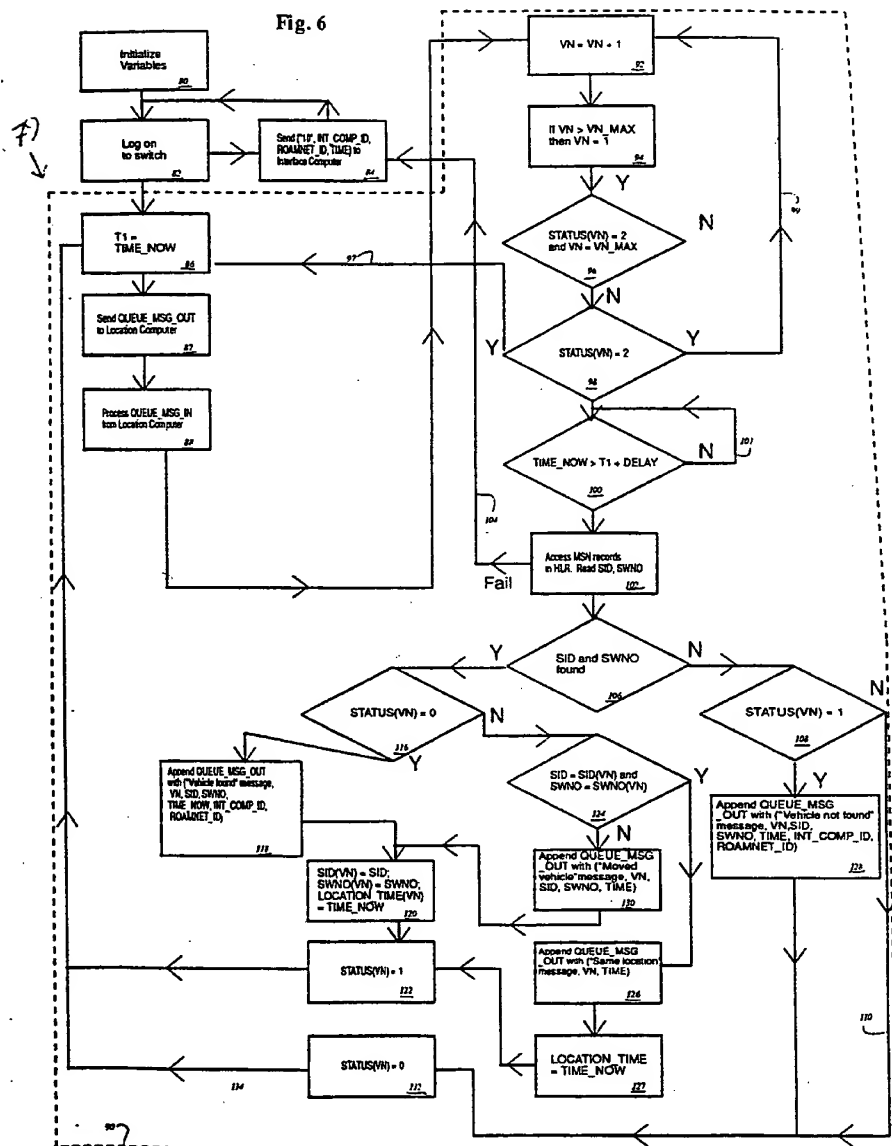 Fig. 6
Initialize
Variables
80
Log on
to switch
82
Send ("10", INT_COMP_ID,
ROAMNET_ID, TIME) to
Interface Computer
84
T1 =
TIME_NOW
86
Send QUEUE_MSG_OUT
to Location Computer
87
Process QUEUE_MSG_IN
from Location Computer
88
VN = VN + 1
92
If VN > VN_MAX
then VN = 1
94
Y
STATUS(VN) = 2
and VN = VN_MAX
96
N
N
97
99
STATUS(VN) = 2
98
Y
Y
TIME_NOW > T1 + DELAY
100
N
101
104
Access MSN records
in HLR. Read SID, SWNO
102
Fail
SID and SWNO
found
106
Y
N
STATUS(VN) = 0
116
N
Y
STATUS(VN) = 1
108
N
Y
Append QUEUE_MSG_OUT
with ("Vehicle found" message,
VN, SID, SWNO,
TIME_NOW, INT_COMP_ID,
ROAMNET_ID)
118
SID = SID(VN) and
SWNO = SWNO(VN)
124
Y
N
Append QUEUE_MSG
_OUT with ("Vehicle not found"
message, VN,SID,
SWNO, TIME, INT_COMP_ID,
ROAMNET_ID)
128
SID(VN) = SID;
SWNO(VN) = SWNO;
LOCATION_TIME(VN)
= TIME_NOW
120
Append QUEUE_MSG
_OUT with ("Moved
vehicle"message, VN,
SID, SWNO, TIME)
130
STATUS(VN) = 1
122
Append QUEUE_MSG
_OUT with ("Same location"
message, VN, TIME)
126
110
STATUS(VN) = 0
112
LOCATION_TIME
= TIME_NOW
127
114
90